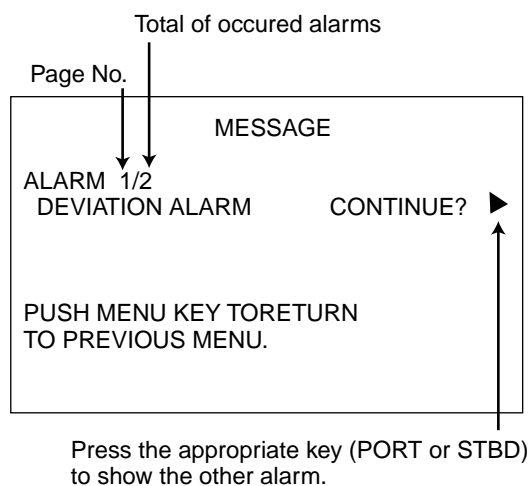 Total of occured alarms
Page No.
MESSAGE
ALARM 1/2
DEVIATION ALARM CONTINUE?
PUSH MENU KEY TORETURN
TO PREVIOUS MENU.
Press the appropriate key (PORT or STBD)
to show the other alarm.